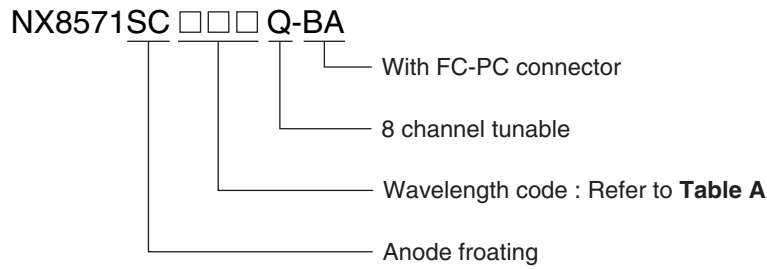 NX8571SC □□□ Q-BA
With FC-PC connector
8 channel tunable
Wavelength code : Refer to Table A
Anode froating